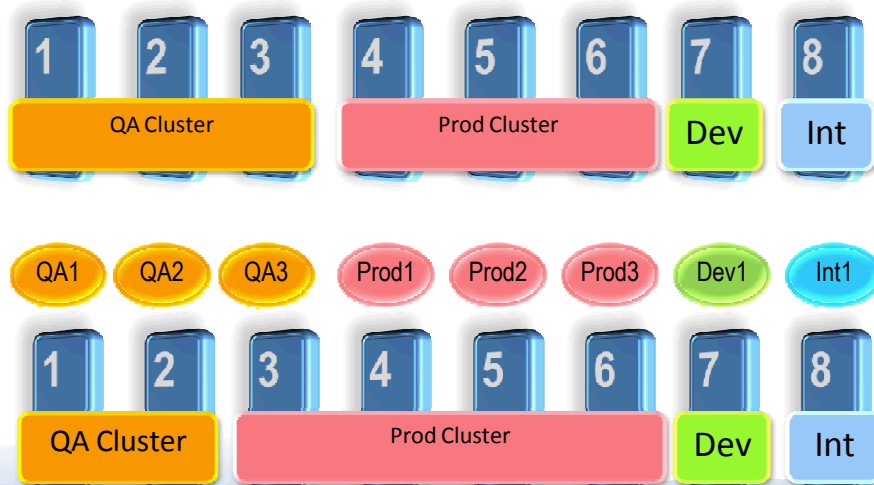 1 2 3 4 5 6 7 8
QA Cluster Prod Cluster Dev Int
QA1 QA2 QA3 Prod1 Prod2 Prod3 Dev1 Int1
1 2 3 4 5 6 7 8
QA Cluster Prod Cluster Dev Int